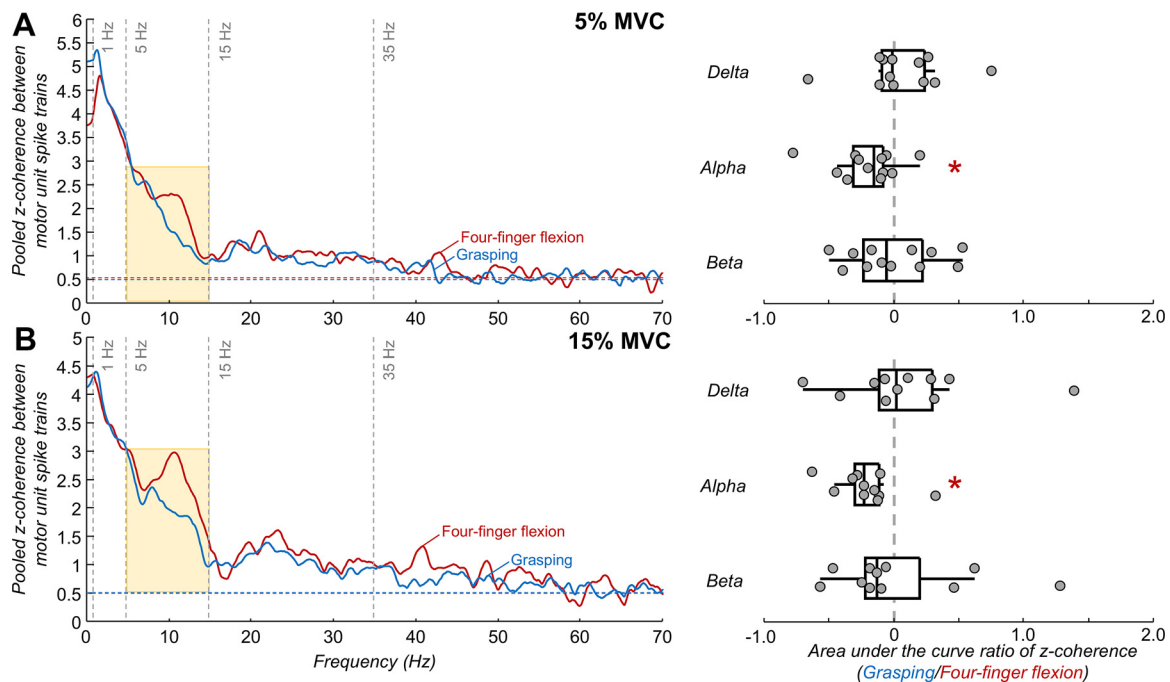 A
5% MVC
Pooled z-coherence between
motor unit spike trains
6
5.5
5
4.5
4
3.5
3
2.5
2
1.5
1
0.5
0
1 Hz
5 Hz
15 Hz
35 Hz
Four-finger flexion
Grasping
0
10
20
30
40
50
60
70
Delta
Alpha
*
Beta
-1.0
0
1.0
2.0
B
15% MVC
Pooled z-coherence between
motor unit spike trains
5
4.5
4
3.5
3
2.5
2
1.5
1
0.5
0
1 Hz
5 Hz
15 Hz
35 Hz
Four-finger flexion
Grasping
0
10
20
30
40
50
60
70
Frequency (Hz)
Delta
Alpha
*
Beta
-1.0
0
1.0
2.0
Area under the curve ratio of z-coherence
(Grasping/Four-finger flexion)